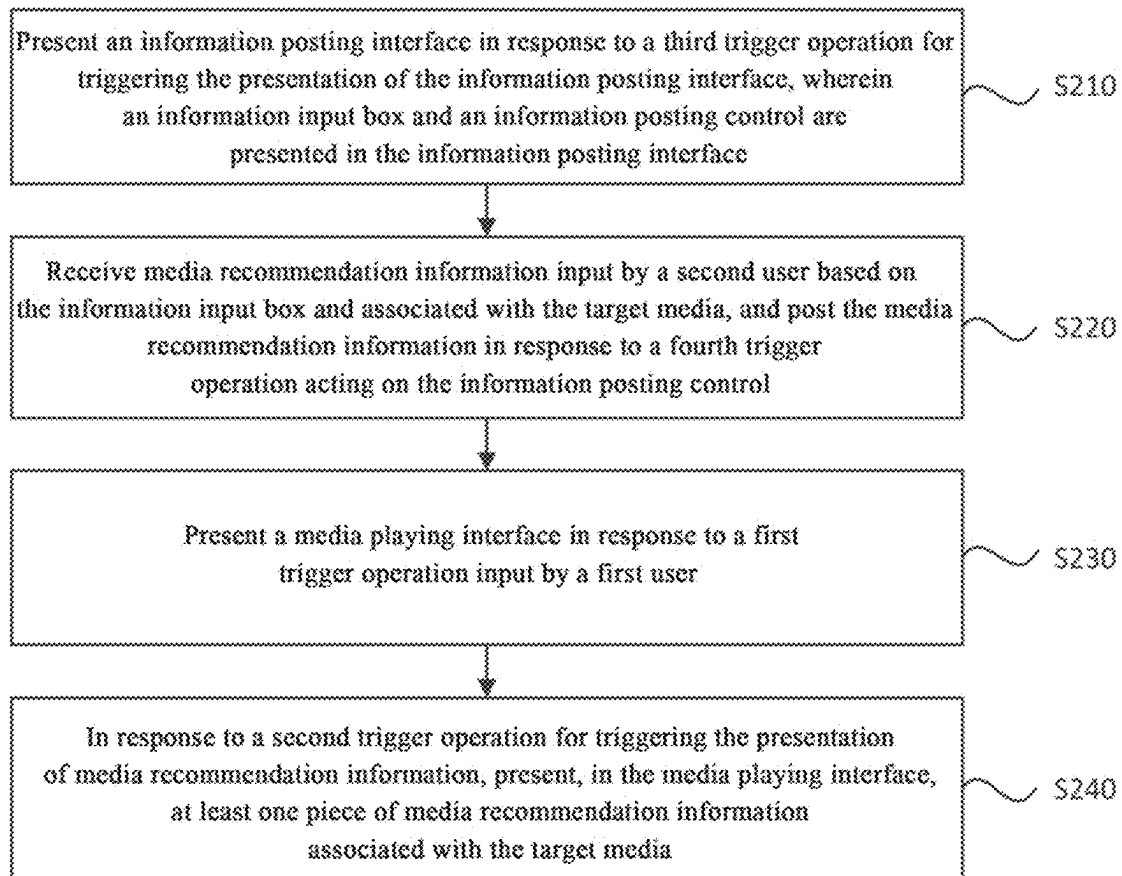 Present an information posting interface in response to a third trigger operation for
triggering the presentation of the information posting interface, wherein
an information input box and an information posting control are
presented in the information posting interface
S210
Receive media recommendation information input by a second user based on
the information input box and associated with the target media, and post the media
recommendation information in response to a fourth trigger
operation acting on the information posting control
S220
Present a media playing interface in response to a first
trigger operation input by a first user
S230
In response to a second trigger operation for triggering the presentation
of media recommendation information, present, in the media playing interface,
at least one piece of media recommendation information
associated with the target media
S240